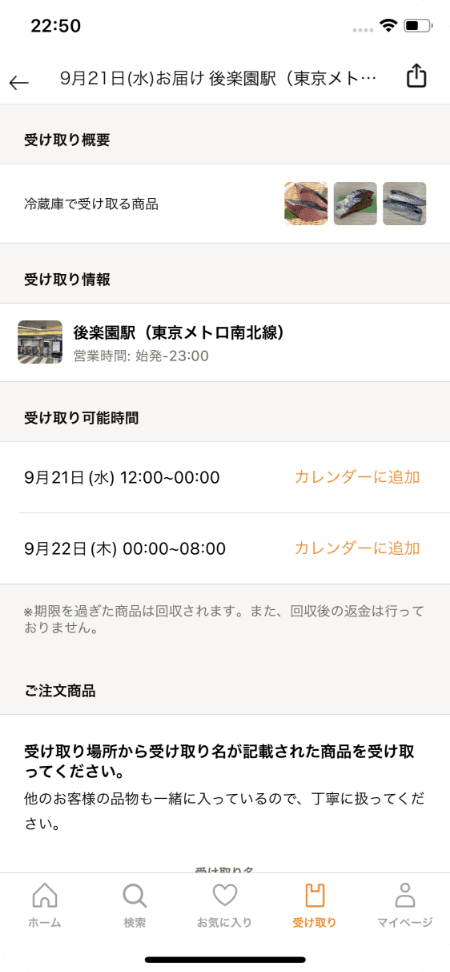 22:50
9月21日(水)お届け 後楽園駅（東京メト…
受け取り概要
冷蔵庫で受け取る商品
受け取り情報
後楽園駅（東京メトロ南北線）
営業時間: 始発-23:00
受け取り可能時間
9月21日(水) 12:00~00:00
カレンダーに追加
9月22日(木) 00:00~08:00
カレンダーに追加
※期限を過ぎた商品は回収されます。また、回収後の返金は行って
おりません。
ご注文商品
受け取り場所から受け取り名が記載された商品を受け取
ってください。
他のお客様の品物も一緒に入っているので、丁寧に扱ってくだ
さい。
受け取り名
ホーム
検索
お気に入り
受け取り
マイページ